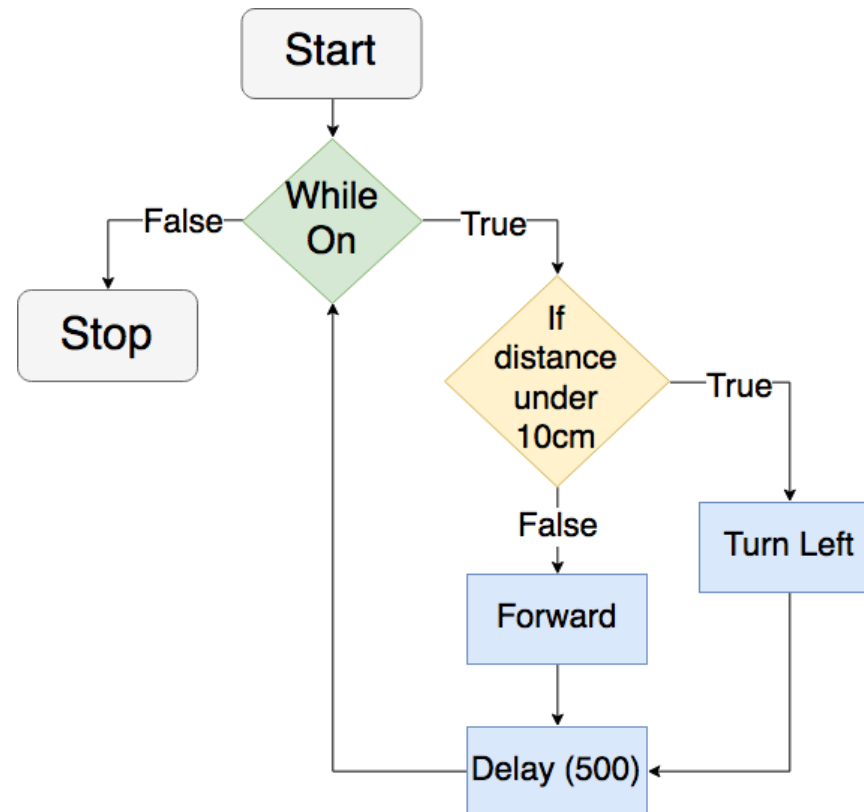 Start
While
On
False
True
Stop
If
distance
under
10cm
True
False
Turn Left
Forward
Delay (500)